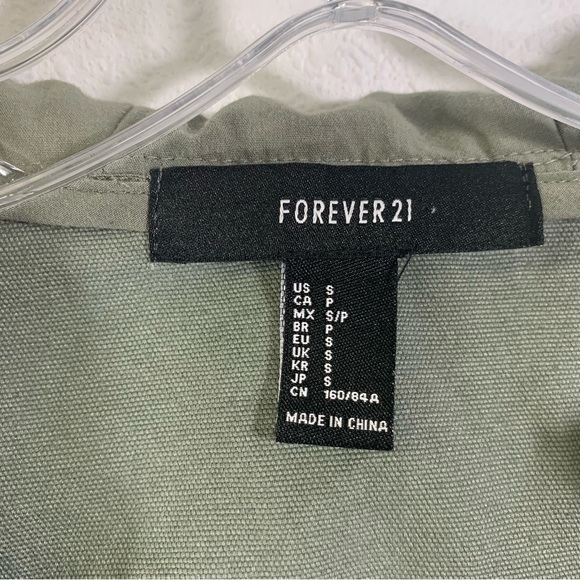 FOREVER 21
US S
CA P
MX S/P
BR P
EU S
UK S
KR S
JP S
CN 160/84A
MADE IN CHINA